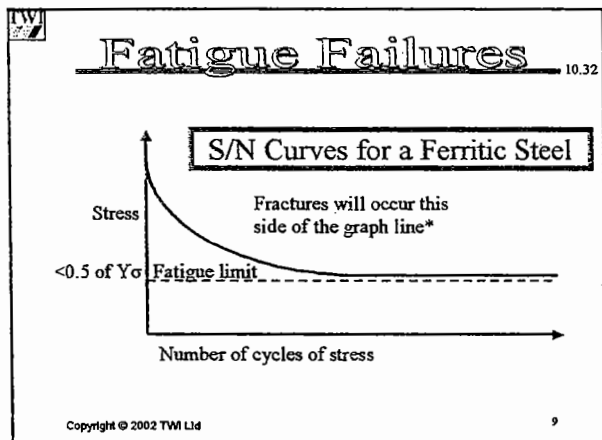 TWI
Fatigue Failures
10.32
S/N Curves for a Ferritic Steel
Stress
Fractures will occur this
side of the graph line*
<0.5 of Yσ
Fatigue limit
Number of cycles of stress
Copyright © 2002 TWI Ltd
9